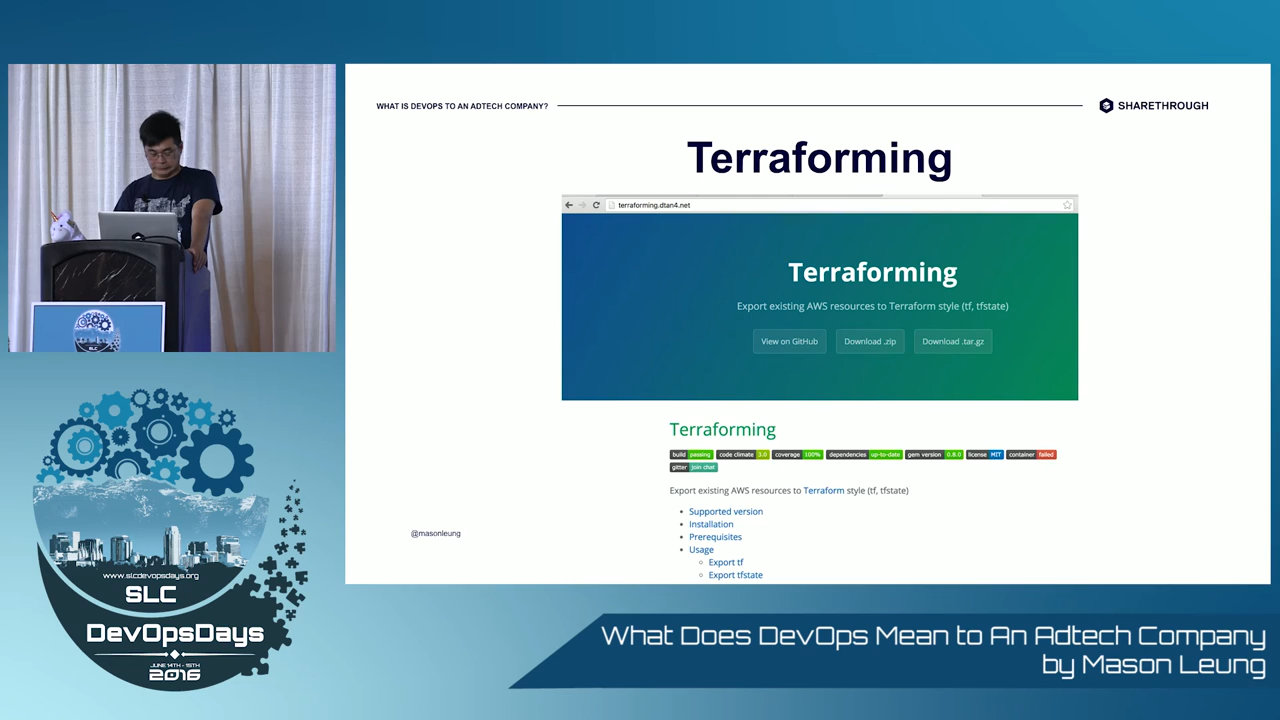 WHAT IS DEVOPS TO AN ADTECH COMPANY?
SHARETHROUGH
Terraforming
terraforming.dtan4.net
Terraforming
Export existing AWS resources to Terraform style (tf, tfstate)
View on GitHub
Download .zip
Download .tar.gz
Terraforming
build passing code climate 3.0 coverage 100% dependencies up-to-date gem version 0.8.0 license MIT container failed
gitter join chat
Export existing AWS resources to Terraform style (tf, tfstate)
Supported version
Installation
Prerequisites
Usage
Export tf
Export tfstate
@masonleung
SLC
www.slcdevopsdays.org
SLC
DevOpsDays
JUNE 14TH - 15TH
2016
What Does DevOps Mean to An Adtech Company
by Mason Leung